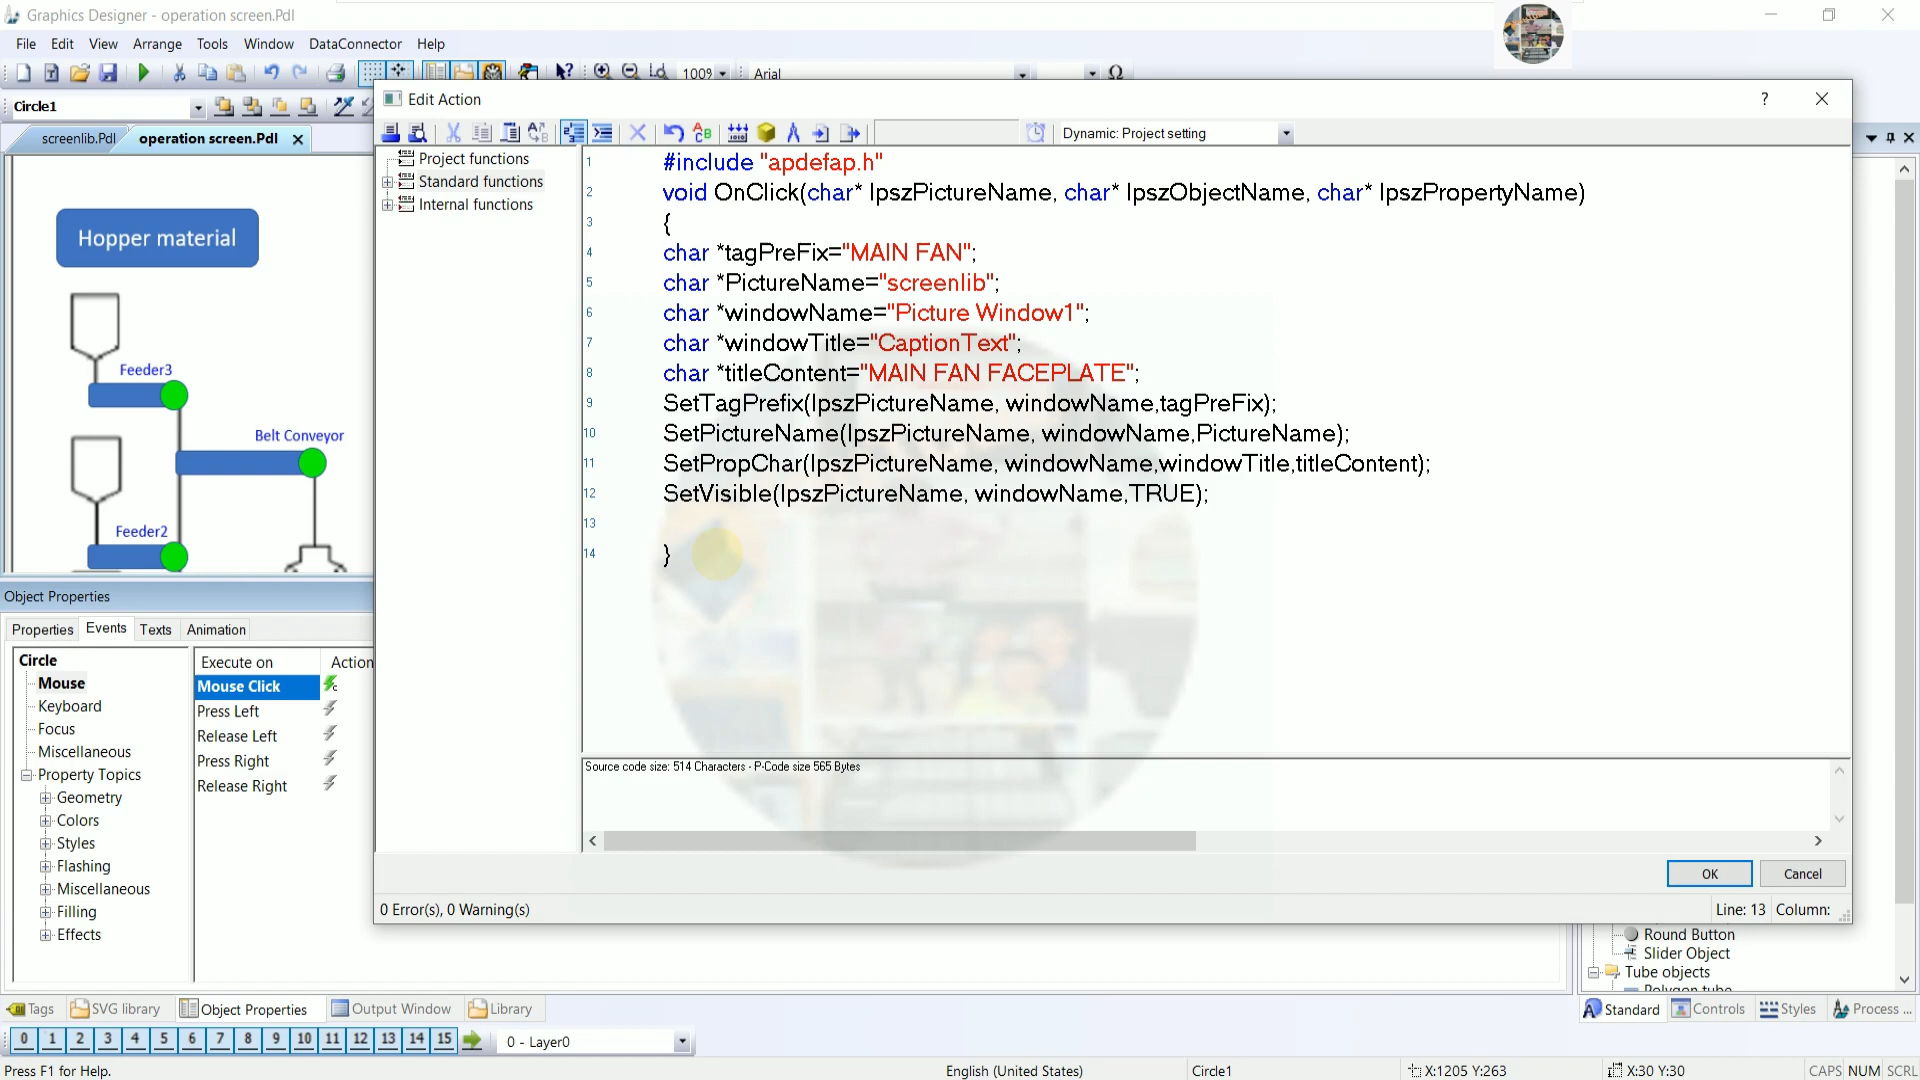 Graphics Designer - operation screen.Pdl
File Edit View Arrange Tools Window DataConnector Help
1009 Arial
Circle1
screenlib.Pdl operation screen.Pdl
Hopper material
Feeder3
Belt Conveyor
Feeder2
Edit Action
Dynamic: Project setting
Project functions
Standard functions
Internal functions
1 #include "apdefap.h"
2 void OnClick(char* lpszPictureName, char* lpszObjectName, char* lpszPropertyName)
3 {
4 char *tagPreFix="MAIN FAN";
5 char *PictureName="screenlib";
6 char *windowName="Picture Window1";
7 char *windowTitle="CaptionText";
8 char *titleContent="MAIN FAN FACEPLATE";
9 SetTagPrefix(lpszPictureName, windowName,tagPreFix);
10 SetPictureName(lpszPictureName, windowName,PictureName);
11 SetPropChar(lpszPictureName, windowName,windowTitle,titleContent);
12 SetVisible(lpszPictureName, windowName,TRUE);
13
14 }
Source code size: 514 Characters - P-Code size 565 Bytes
OK Cancel
0 Error(s), 0 Warning(s)
Line: 13 Column:
Object Properties
Properties Events Texts Animation
Circle
Mouse
Keyboard
Focus
Miscellaneous
Property Topics
Geometry
Colors
Styles
Flashing
Miscellaneous
Filling
Effects
Execute on Action
Mouse Click
Press Left
Release Left
Press Right
Release Right
Round Button
Slider Object
Tube objects
Polygon tube
Tags SVG library Object Properties Output Window Library
Standard Controls Styles Process ...
0 1 2 3 4 5 6 7 8 9 10 11 12 13 14 15 0 - Layer0
Press F1 for Help. English (United States) Circle1 X:1205 Y:263 X:30 Y:30 CAPS NUM SCRL